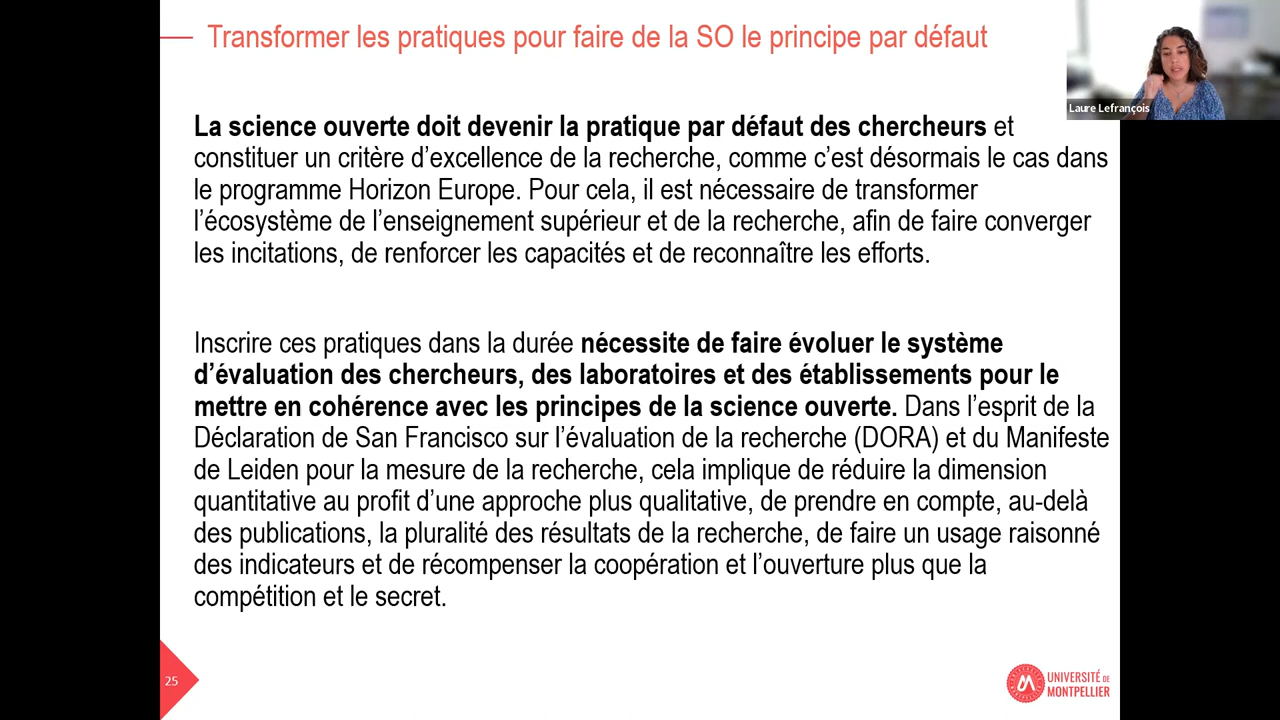 Transformer les pratiques pour faire de la SO le principe par défaut
Laure Lefrançois
La science ouverte doit devenir la pratique par défaut des chercheurs et
constituer un critère d’excellence de la recherche, comme c’est désormais le cas dans
le programme Horizon Europe. Pour cela, il est nécessaire de transformer
l’écosystème de l’enseignement supérieur et de la recherche, afin de faire converger
les incitations, de renforcer les capacités et de reconnaître les efforts.
Inscrire ces pratiques dans la durée nécessite de faire évoluer le système
d’évaluation des chercheurs, des laboratoires et des établissements pour le
mettre en cohérence avec les principes de la science ouverte. Dans l’esprit de la
Déclaration de San Francisco sur l’évaluation de la recherche (DORA) et du Manifeste
de Leiden pour la mesure de la recherche, cela implique de réduire la dimension
quantitative au profit d’une approche plus qualitative, de prendre en compte, au-delà
des publications, la pluralité des résultats de la recherche, de faire un usage raisonné
des indicateurs et de récompenser la coopération et l’ouverture plus que la
compétition et le secret.
25
UNIVERSITÉ DE
MONTPELLIER